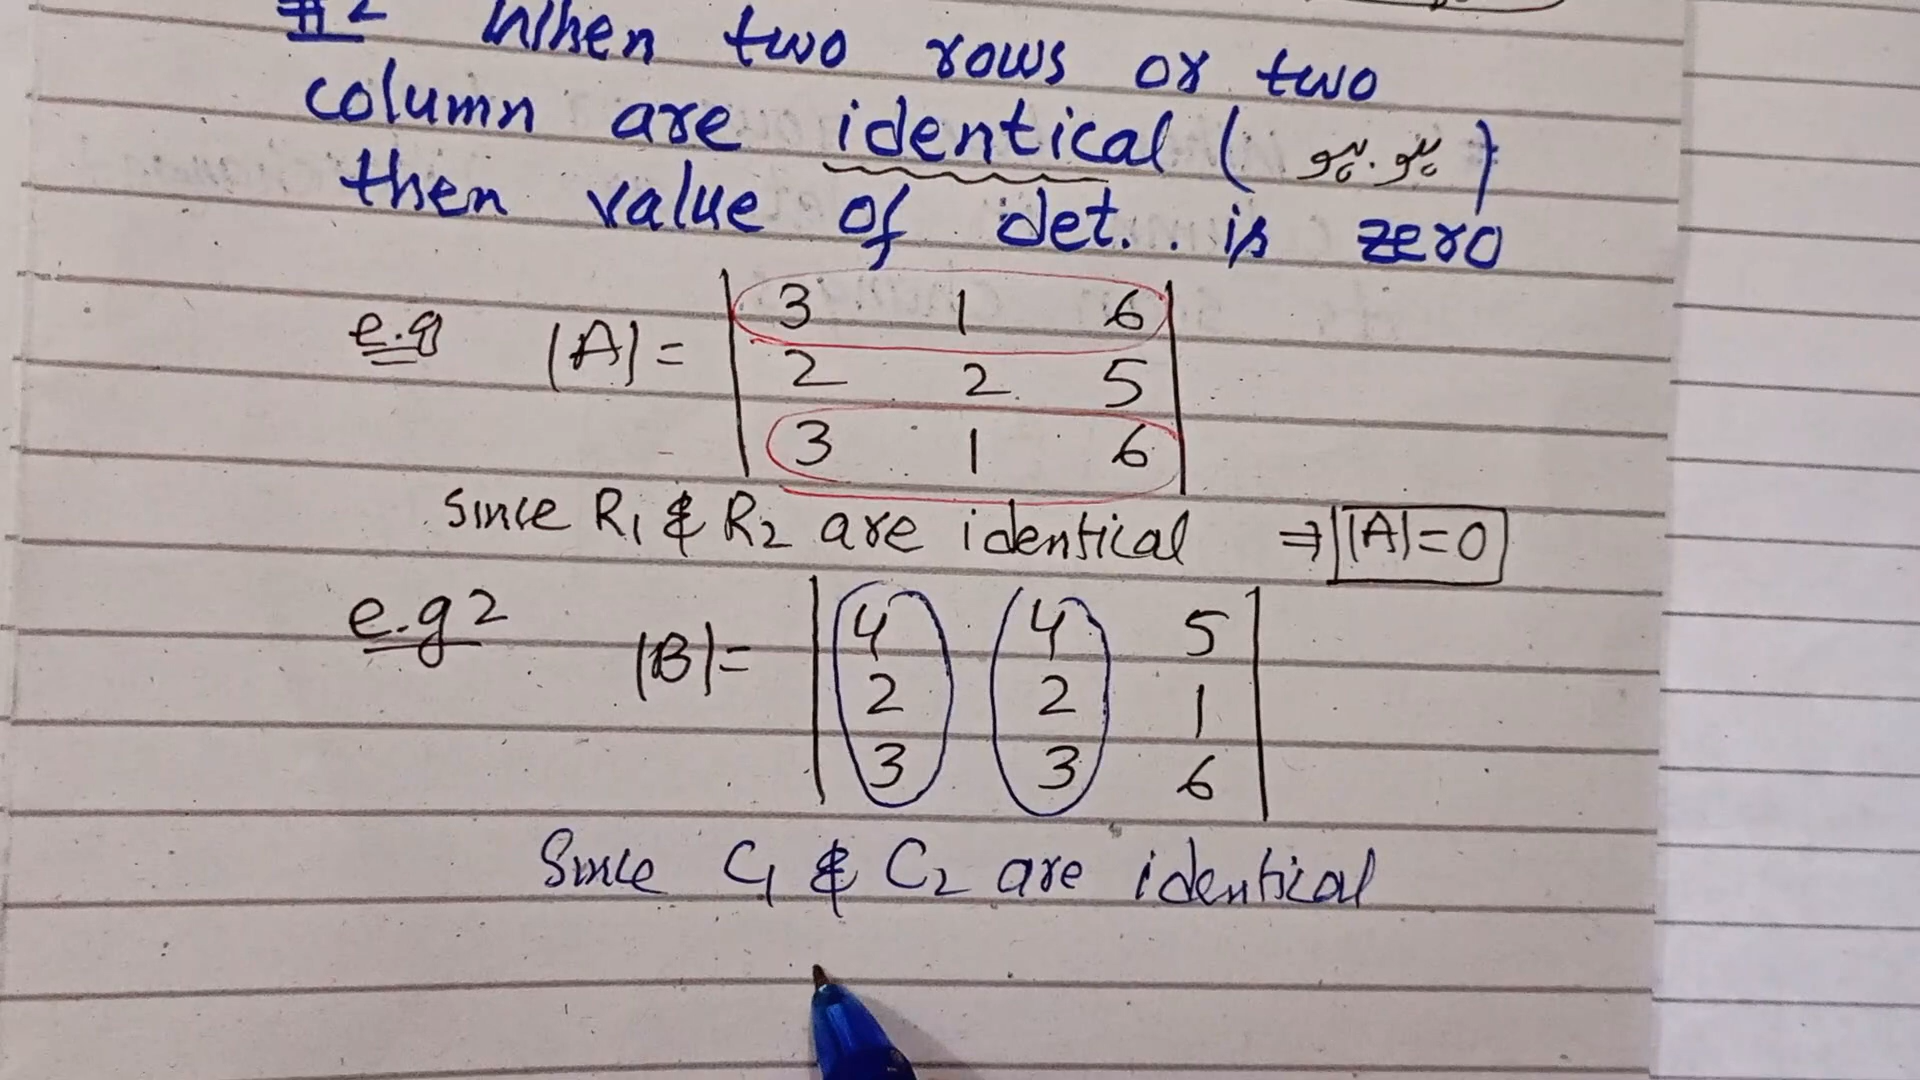 #2 When two rows or two
column are identical (ہو بہو)
then value of det.. is zero
e.g |A| = | 3 1 6 |
| 2 2 5 |
| 3 1 6 |
Since R1 & R2 are identical ⇒ |A|=0
e.g 2 |B| = | 4 4 5 |
| 2 2 1 |
| 3 3 6 |
Since C1 & C2 are identical